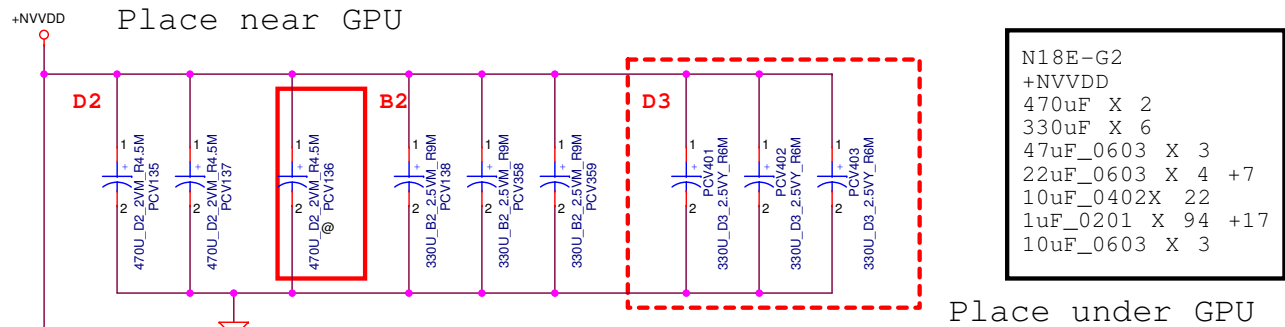 +NVVDD
Place near GPU
D2
B2
D3
1
+
2
470U_D2_2VM_R4.5M
PCV135
1
+
2
470U_D2_2VM_R4.5M
PCV137
1
+
2
470U_D2_2VM_R4.5M
PCV136
@
1
+
2
330U_B2_2.5VM_R9M
PCV138
1
+
2
330U_B2_2.5VM_R9M
PCV358
1
+
2
330U_B2_2.5VM_R9M
PCV359
1
+
2
330U_D3_2.5VY_R6M
PCV401
1
+
2
330U_D3_2.5VY_R6M
PCV402
1
+
2
330U_D3_2.5VY_R6M
PCV403
N18E-G2
+NVVDD
470uF X 2
330uF X 6
47uF_0603 X 3
22uF_0603 X 4 +7
10uF_0402X 22
1uF_0201 X 94 +17
10uF_0603 X 3
Place under GPU